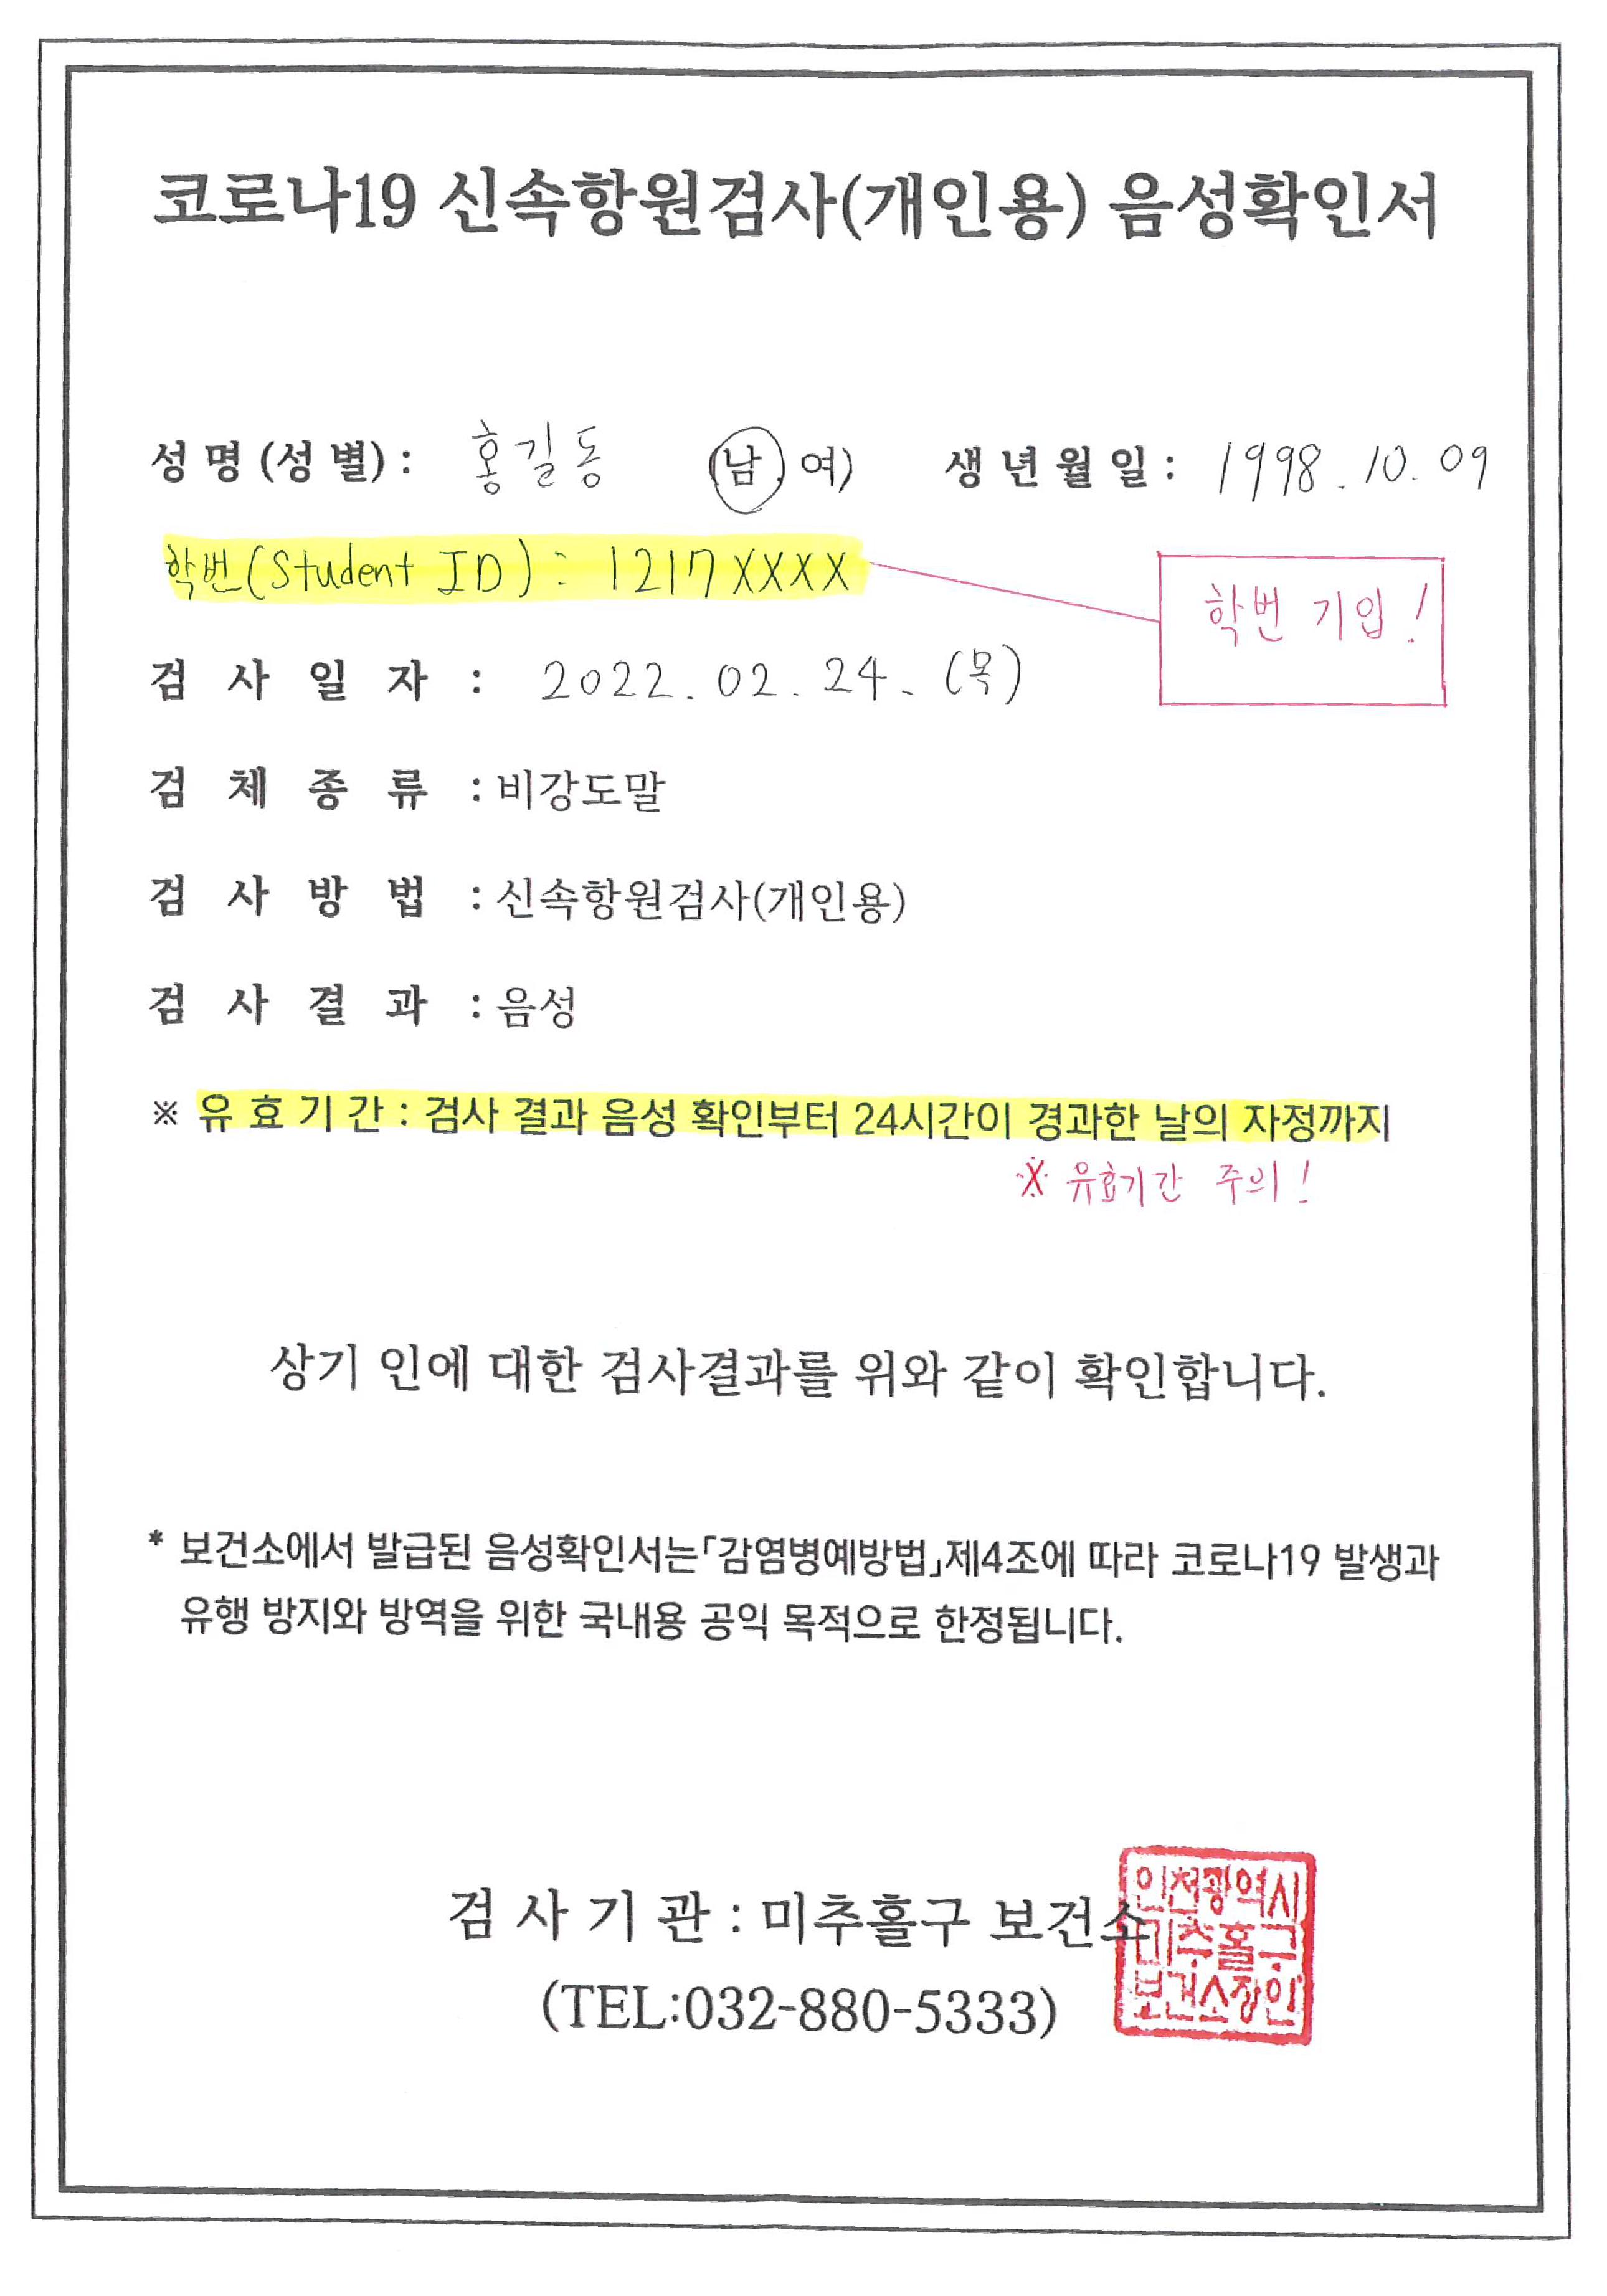 코로나19 신속항원검사(개인용) 음성확인서
성 명 (성 별) : 홍길동 (남, 여) 생 년 월 일 : 1998. 10. 09
학번(Student ID) : 1217XXXX
학번 기입!
검 사 일 자 : 2022. 02. 24. (목)
검 체 종 류 : 비강도말
검 사 방 법 : 신속항원검사(개인용)
검 사 결 과 : 음성
※ 유 효 기 간 : 검사 결과 음성 확인부터 24시간이 경과한 날의 자정까지
※ 유효기간 주의!
상기 인에 대한 검사결과를 위와 같이 확인합니다.
* 보건소에서 발급된 음성확인서는「감염병예방법」제4조에 따라 코로나19 발생과
유행 방지와 방역을 위한 국내용 공익 목적으로 한정됩니다.
검 사 기 관 : 미추홀구 보건소
(TEL:032-880-5333)
인천광역시
미추홀구
보건소장인